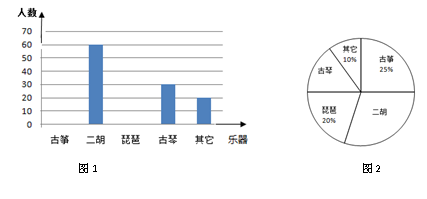 人数
70
60
50
40
30
20
10
0
古筝 二胡 琵琶 古琴 其它 乐器
图1
其它
10%
古筝
25%
古琴
琵琶
20%
二胡
图2